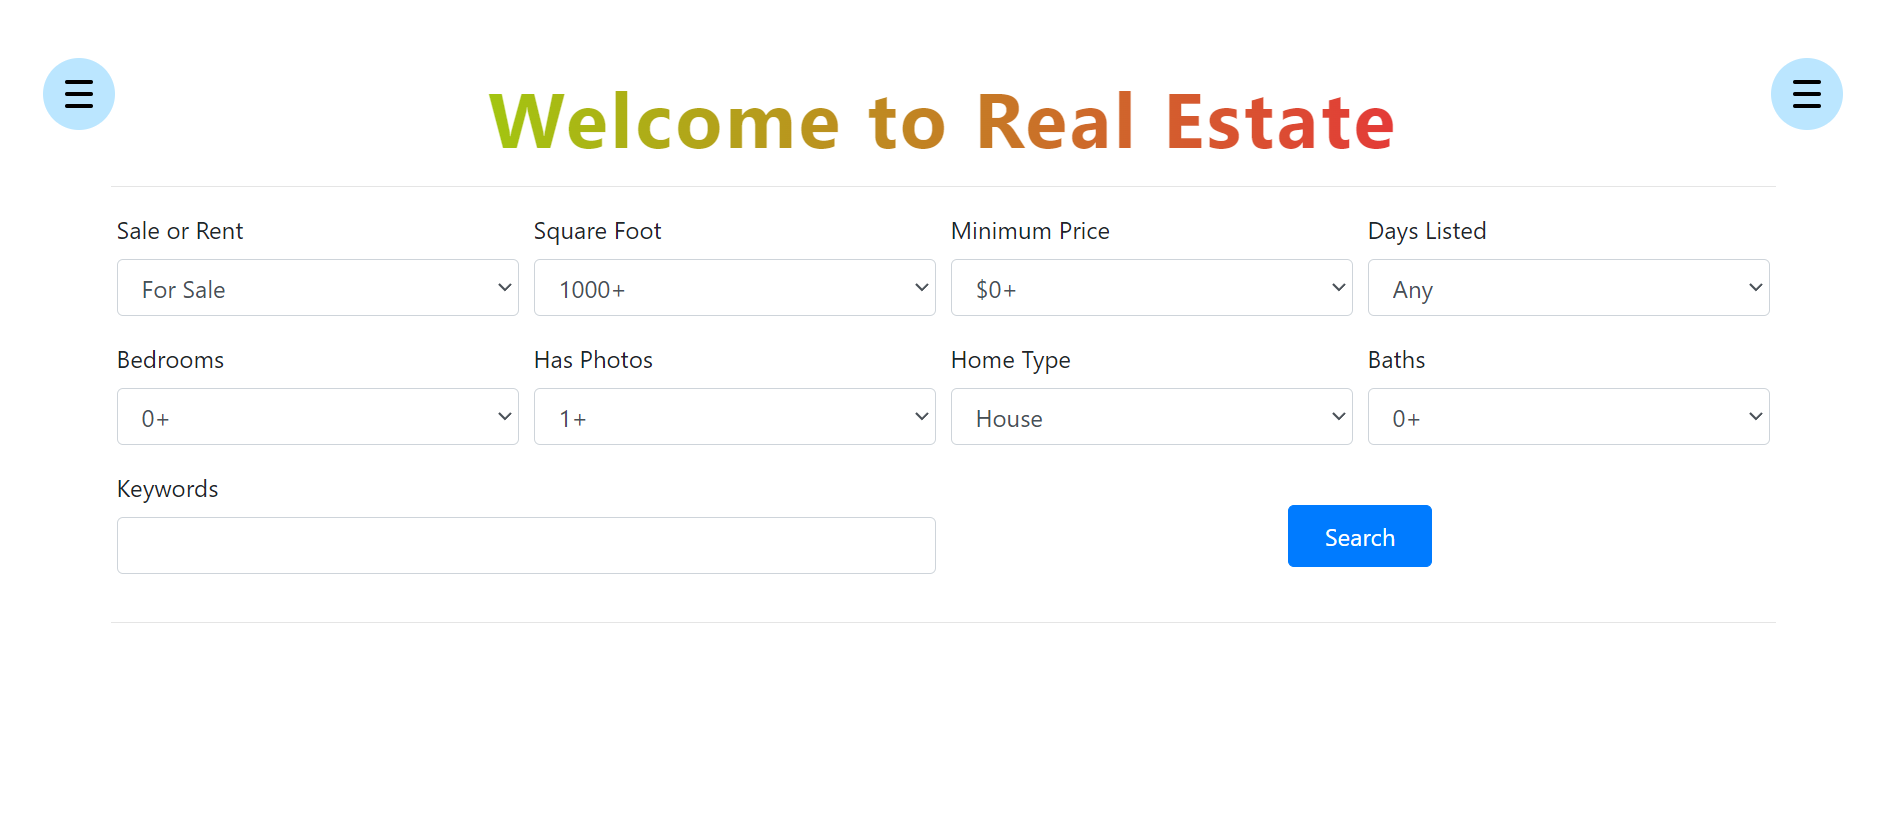 Welcome to Real Estate
Sale or Rent
Square Foot
Minimum Price
Days Listed
For Sale
1000+
$0+
Any
Bedrooms
Has Photos
Home Type
Baths
0+
1+
House
0+
Keywords
Search